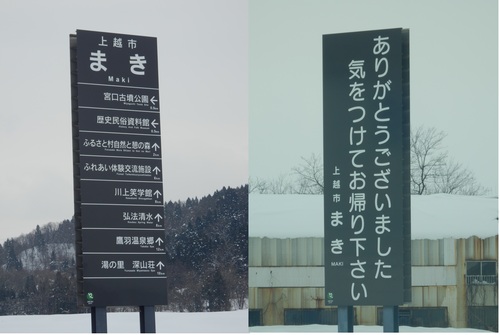 上越市
まき
Maki
宮口古墳公園←
歴史民俗資料館←
ふるさと村自然と憩の森↑
ふれあい体験交流施設↑
川上笑学館↑
弘法清水↑
鷹羽温泉郷↑
湯の里 深山荘↑
ありがとうございました
気をつけてお帰り下さい
上越市 まき
MAKI